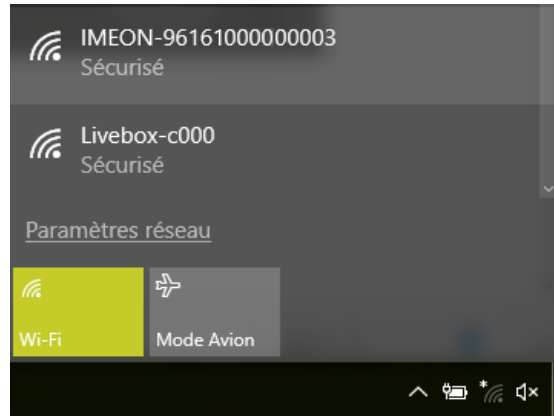 IMEON-96161000000003
Sécurisé
Livebox-c000
Sécurisé
Paramètres réseau
Wi-Fi
Mode Avion